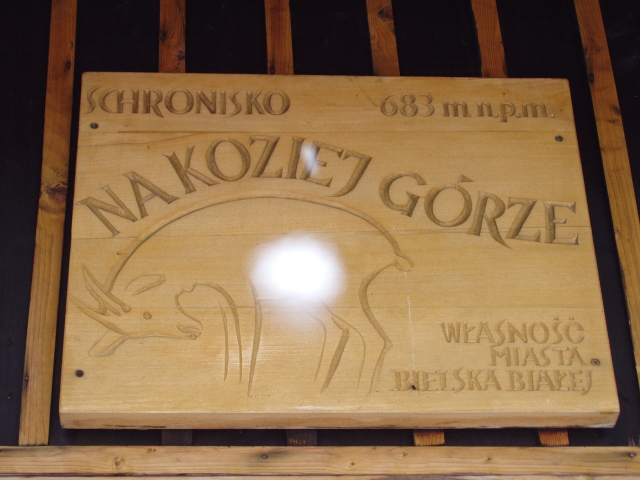 SCHRONISKO 683 m n.p.m.
NA KOZIEJ GÓRZE
WŁASNOŚĆ
MIASTA
BIELSKA BIAŁEJ